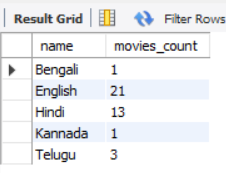 Result Grid Filter Rows
name movies_count
Bengali 1
English 21
Hindi 13
Kannada 1
Telugu 3